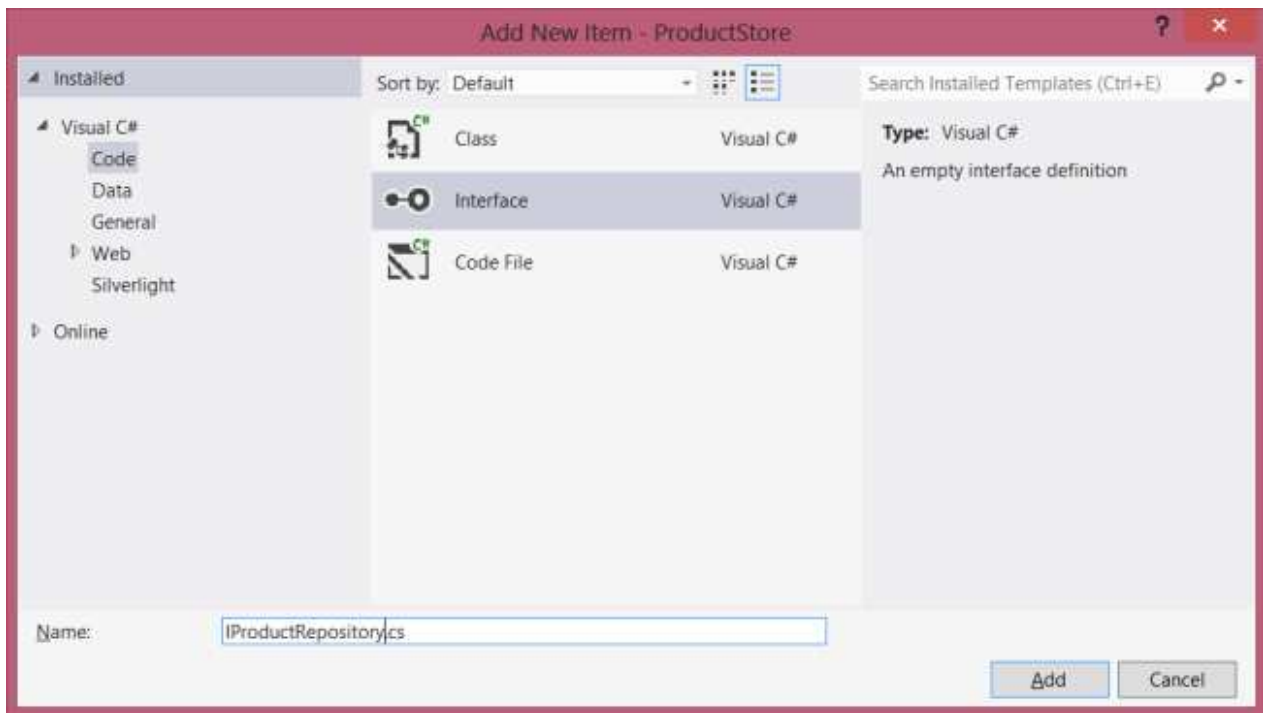 Add New Item - ProductStore
? ×
Installed
Sort by: Default
Search Installed Templates (Ctrl+E)
Visual C#
Code
Data
General
Web
Silverlight
Online
C# Class Visual C#
Interface Visual C#
C# Code File Visual C#
Type: Visual C#
An empty interface definition
Name: IProductRepository.cs
Add Cancel